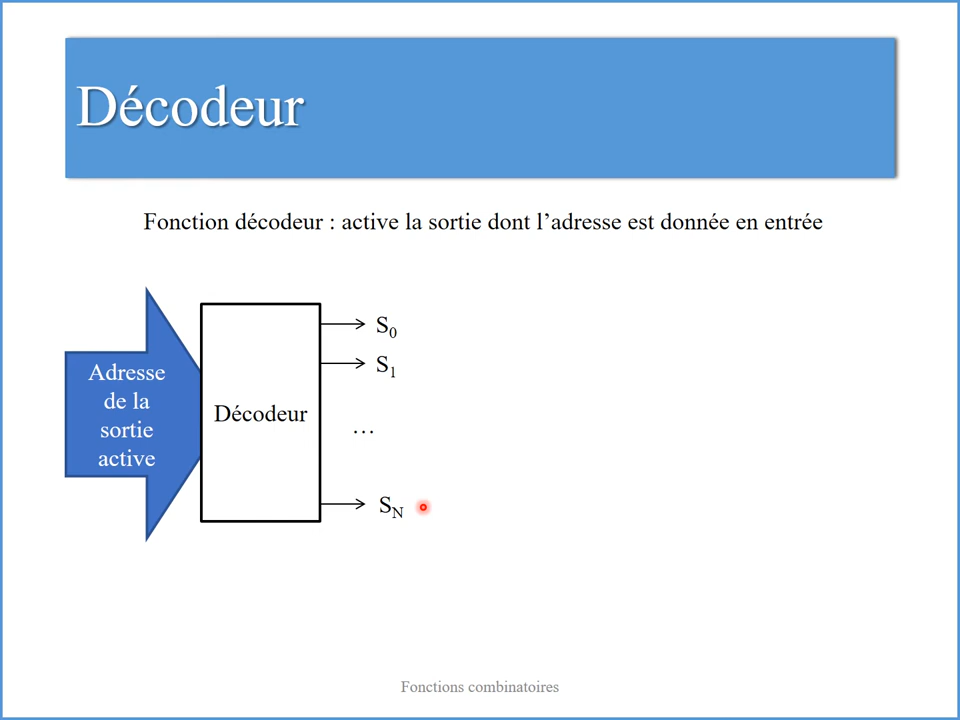 Décodeur
Fonction décodeur : active la sortie dont l’adresse est donnée en entrée
Adresse
de la
sortie
active
Décodeur
S0
S1
…
SN
Fonctions combinatoires